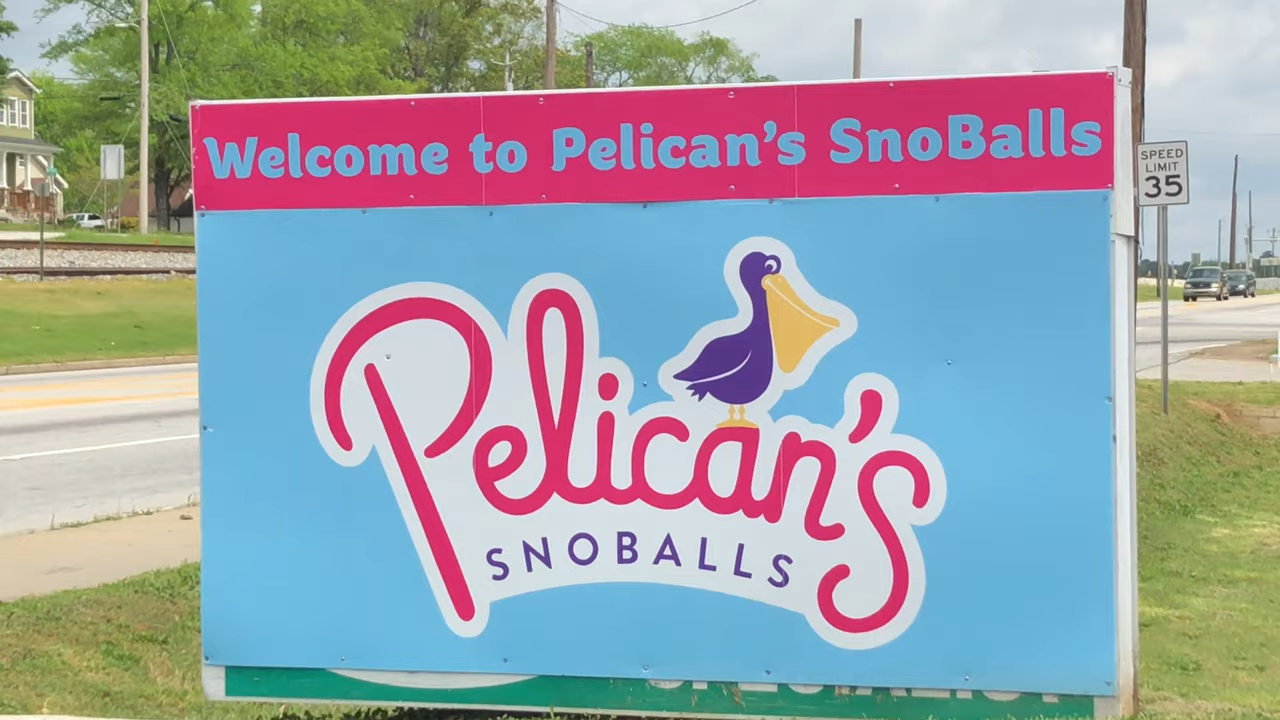 Welcome to Pelican's SnoBalls
SPEED
LIMIT
35
Pelican's
SNOBALLS